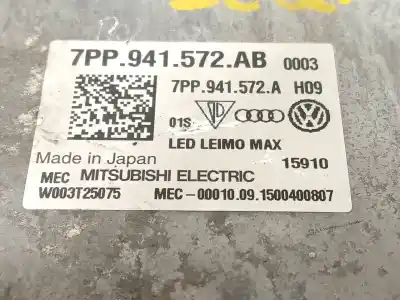 7PP.941.572.AB 0003
7PP.941.572.A H09
01S
LED LEIMO MAX
Made in Japan 15910
MEC MITSUBISHI ELECTRIC
W003T25075 MEC-00010.09.1500400807